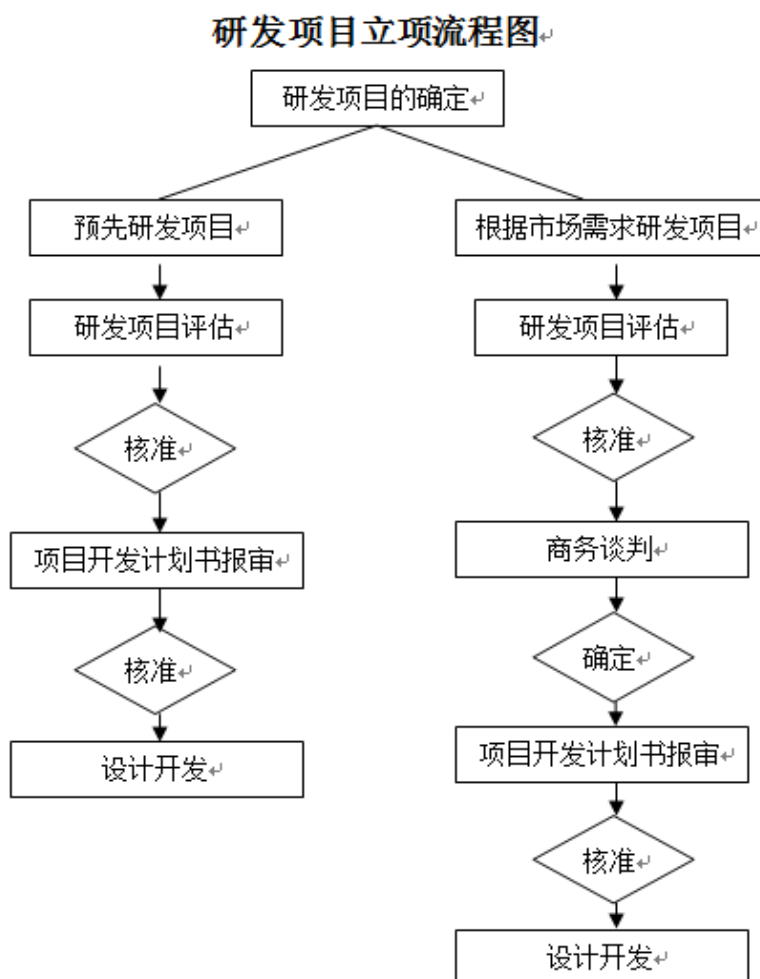 研发项目立项流程图
研发项目的确定
预先研发项目
根据市场需求研发项目
研发项目评估
研发项目评估
核准
核准
项目开发计划书报审
商务谈判
核准
确定
设计开发
项目开发计划书报审
核准
设计开发